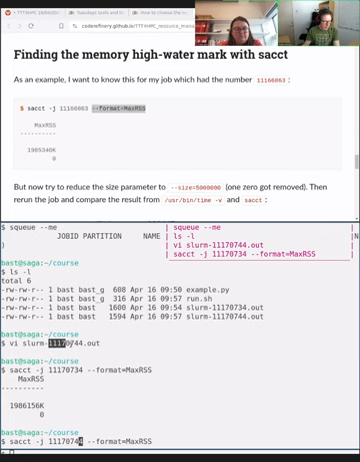 Finding the memory high-water mark with sacct
As an example, I want to know this for my job which had the number 11166063 :
$ sacct -j 11166063 --format=MaxRSS
MaxRSS
----------
1985340K
0
But now try to reduce the size parameter to --size=5000000 (one zero got removed). Then
rerun the job and compare the result from /usr/bin/time -v and sacct :
$ squeue --me
JOBID PARTITION NAME
)
| squeue --me
| ls -l
| vi slurm-11170744.out
| sacct -j 11170734 --format=MaxRSS
bast@saga:~/course
$ ls -l
total 6
-rw-rw-r-- 1 bast bast_g 608 Apr 16 09:50 example.py
-rw-rw-r-- 1 bast bast_g 316 Apr 16 09:57 run.sh
-rw-rw-r-- 1 bast bast 1600 Apr 16 09:54 slurm-11170734.out
-rw-rw-r-- 1 bast bast 1594 Apr 16 09:57 slurm-11170744.out
bast@saga:~/course
$ vi slurm-11170744.out
bast@saga:~/course
$ sacct -j 11170734 --format=MaxRSS
MaxRSS
----------
1986156K
0
bast@saga:~/course
$ sacct -j 11170744 --format=MaxRSS